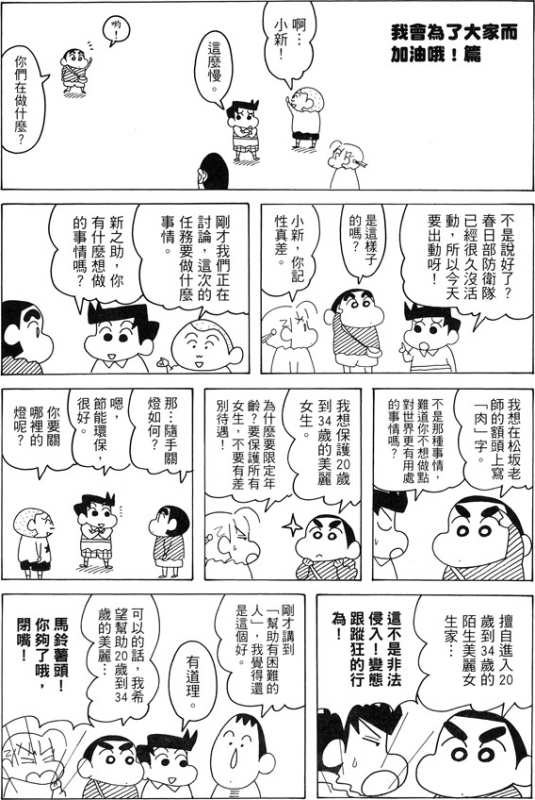 我會為了大家而
加油哦！篇
啊…
小新！
這麼慢。
喲！
你們在做什麼？
不是說好了？
春日部防衛隊
已經很久沒活
動，所以今天
要出動呀！
是這樣子
的嗎？
小新，你記
性真差。
剛才我們正在
討論，這次的
任務要做什麼
事情。
新之助，你
有什麼想做
的事情嗎？
我想在松坂老
師的額頭上寫
「肉」字。
不是那種事情，
難道你不想做點
對世界更有用處
的事情嗎？
我想保護20歲
到34歲的美麗
女生。
為什麼要限定年
齡？要保護所有
女生，不要有差
別待遇！
那…隨手關
燈如何？
嗯，
節能環保，
很好。
你要關
哪裡的
燈呢？
擅自進入20
歲到34歲的
陌生美麗女
生家…
這不是非法
侵入！變態
跟蹤狂的行
為！
剛才講到
「幫助有困難的
人」，我覺得還
是這個好。
有道理。
可以的話，我希
望幫助20歲到34
歲的美麗…
馬鈴薯頭！
你夠了哦，
閉嘴！